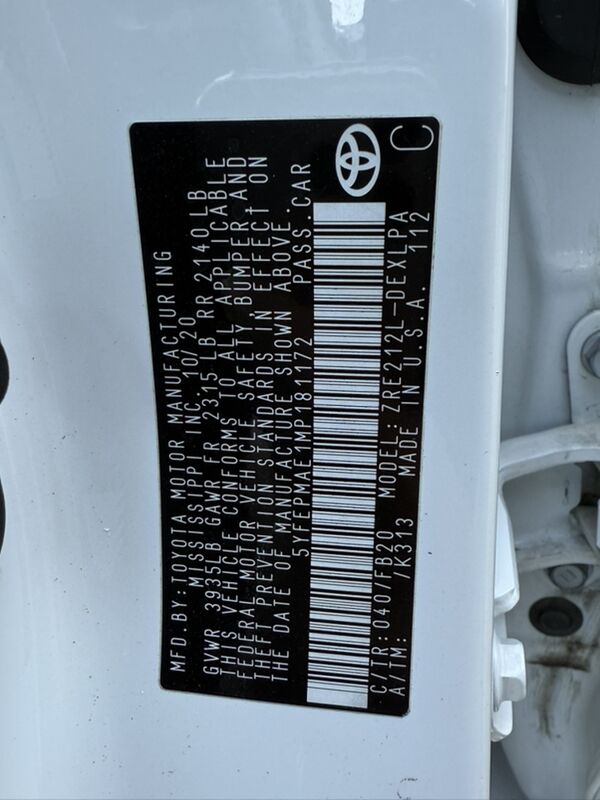 MFD.BY:TOYOTA MOTOR MANUFACTURING
MISSISSIPPI INC. 10/20
GVWR 3935LB GAWR FR 2315 LB RR 2140LB
THIS VEHICLE CONFORMS TO ALL APPLICABLE
FEDERAL MOTOR VEHICLE SAFETY, BUMPER AND
THEFT PREVENTION STANDARDS IN EFFECT ON
THE DATE OF MANUFACTURE SHOWN ABOVE.
5YFEPMAE1MP181172 PASS.CAR
C/TR:040/FB20 MODEL:ZRE212L-DEXLPA
A/TM: /K313 MADE IN U.S.A. 112
C